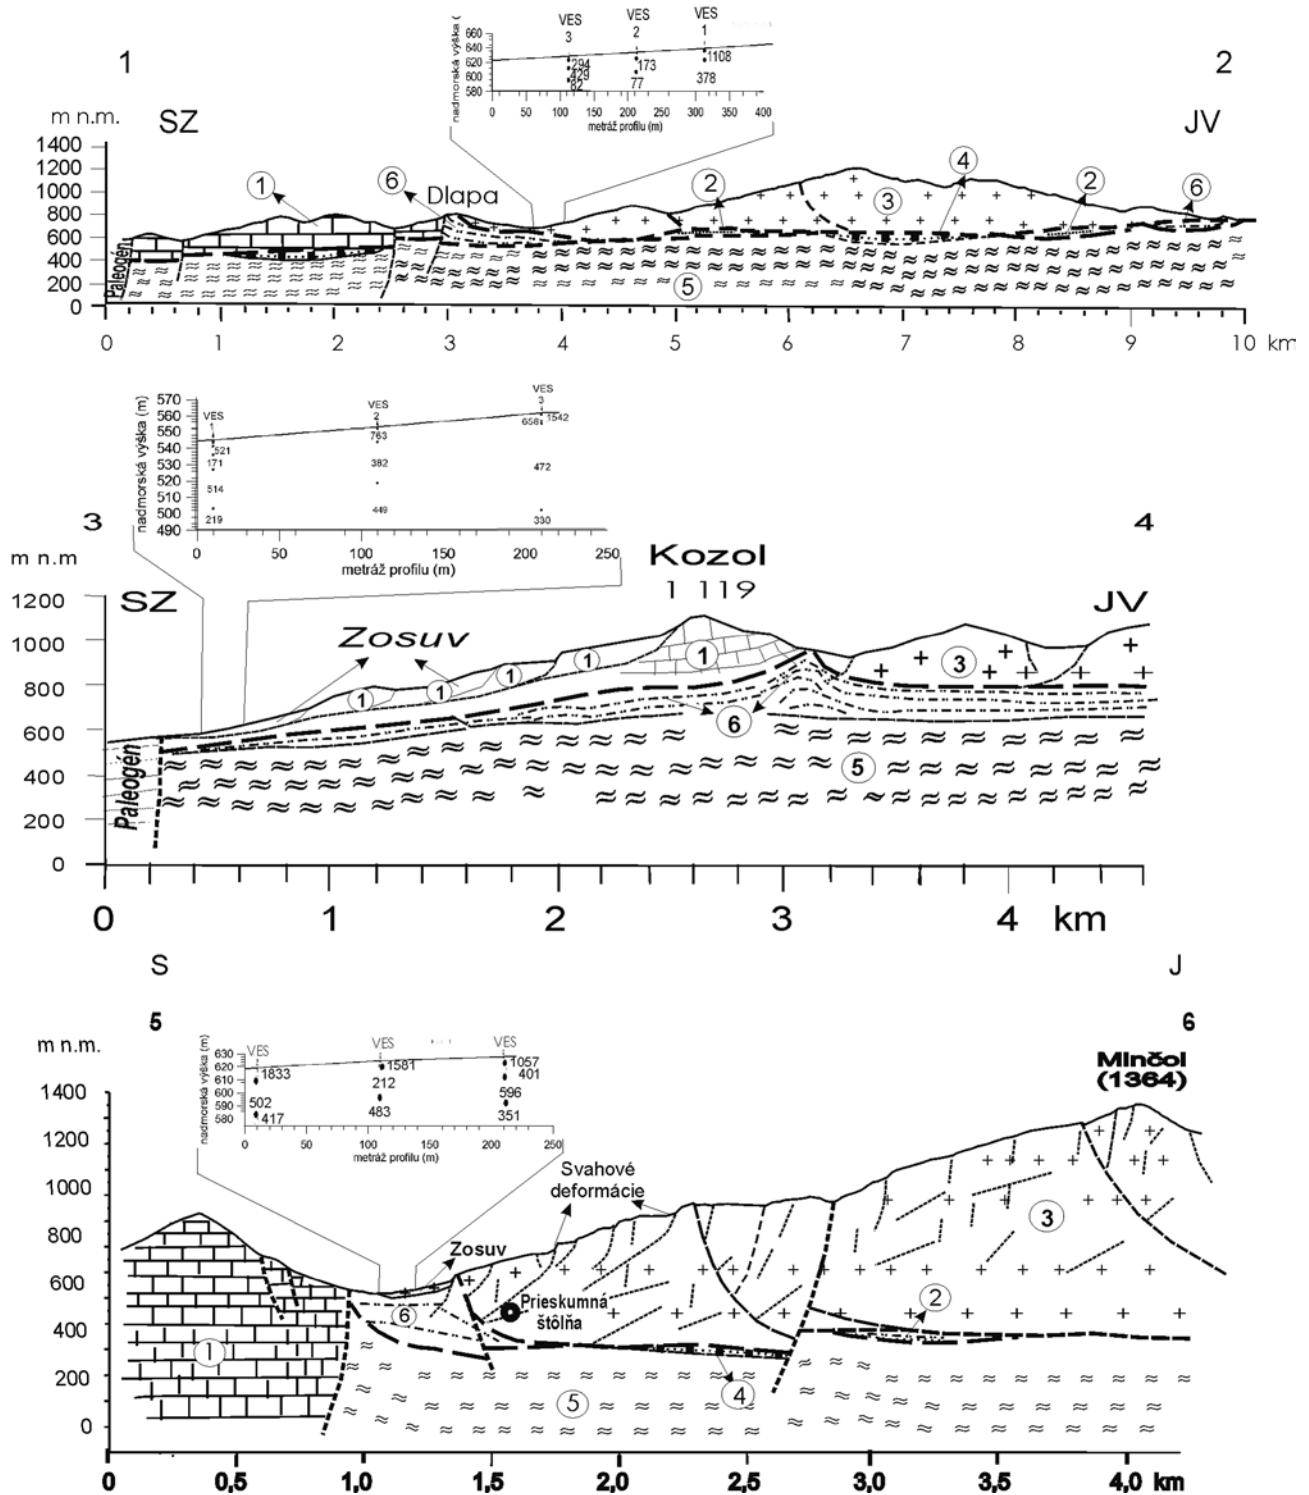 VES VES VES
3 2 1
nadmorská výška (
660
640
620
600
580
294
429
82
173
77
1108
378
0 50 100 150 200 250 300 350 400
metráž profilu (m)
1 2
m n.m. SZ JV
1400
1200
1000
800
600
400
200
0
1 6 Dlapa 2 3 4 2 6
5
Paleogén
0 1 2 3 4 5 6 7 8 9 10 km
nadmorská výška (m)
570
560
550
540
530
520
510
500
490
VES
1
VES
2
VES
3
521
171
514
219
763
382
449
658 1542
472
330
0 50 100 150 200 250
metráž profilu (m)
3 4
m n.m
Kozol
1 119
SZ JV
1200
1000
800
600
400
200
0
Zosuv
1 1 1 1 1 3
6
5
Paleogén
0 1 2 3 4 km
S J
5 6
m n.m.
Minčol
(1364)
nadmorská výška (m)
630
620
610
600
590
580
VES VES VES
1833
502
417
1581
212
483
1057
401
596
351
0 50 100 150 200 250
metráž profilu (m)
1400
1200
1000
800
600
400
200
0
Svahové
deformácie
Zosuv
Prieskumná
štôlňa
1 6 5 4 2 3
0 0,5 1,0 1,5 2,0 2,5 3,0 3,5 4,0 km